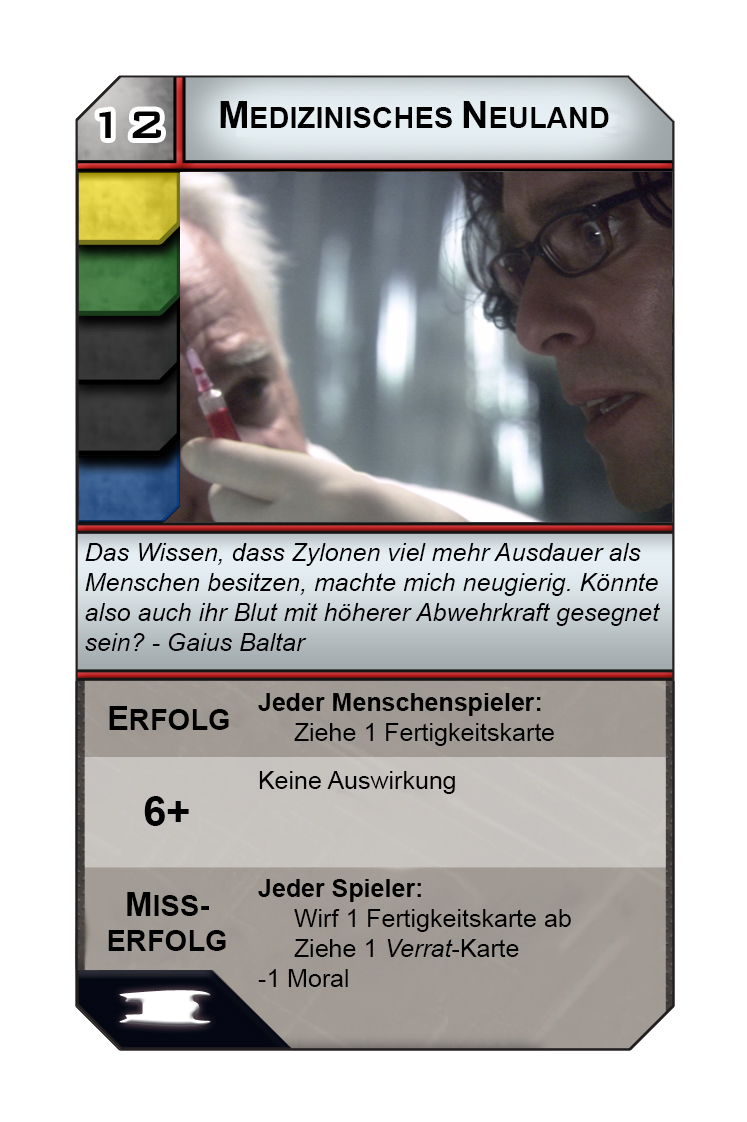 12
MEDIZINISCHES NEULAND
Das Wissen, dass Zylonen viel mehr Ausdauer als
Menschen besitzen, machte mich neugierig. Könnte
also auch ihr Blut mit höherer Abwehrkraft gesegnet
sein? - Gaius Baltar
ERFOLG
Jeder Menschenspieler:
Ziehe 1 Fertigkeitskarte
6+
Keine Auswirkung
MISS-
ERFOLG
Jeder Spieler:
Wirf 1 Fertigkeitskarte ab
Ziehe 1 Verrat-Karte
-1 Moral